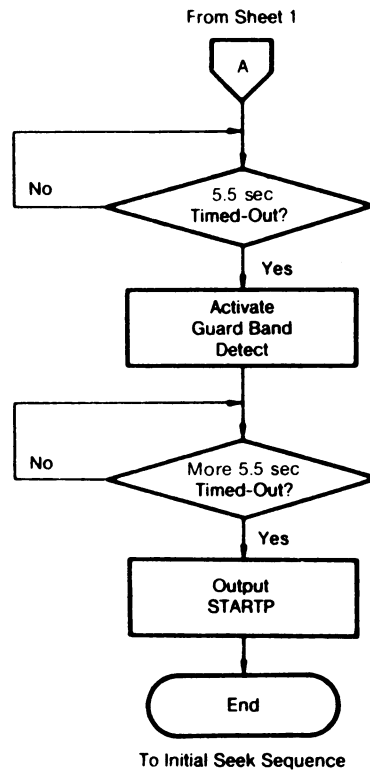 From Sheet 1
A
No
5.5 sec
Timed-Out?
Yes
Activate
Guard Band
Detect
No
More 5.5 sec
Timed-Out?
Yes
Output
STARTP
End
To Initial Seek Sequence